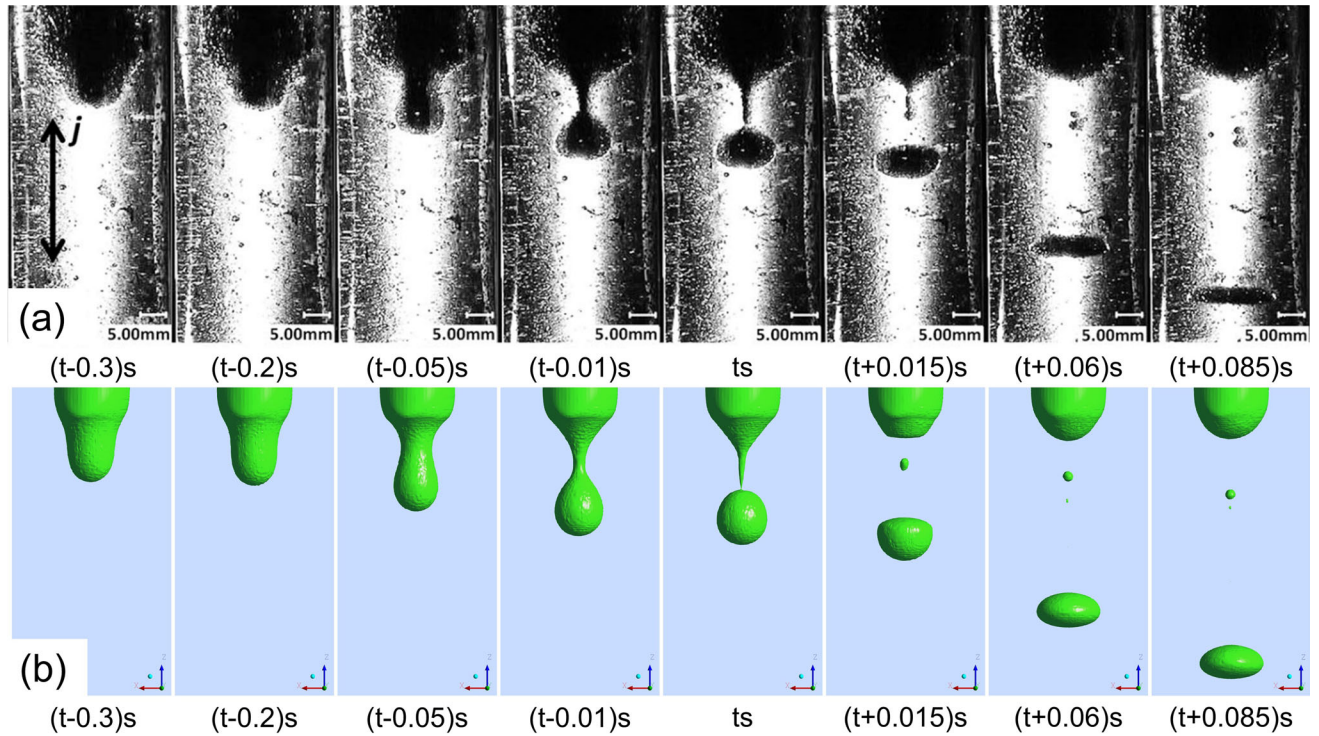 j
5.00mm 5.00mm 5.00mm 5.00mm 5.00mm 5.00mm 5.00mm 5.00mm
(a)
(t-0.3)s (t-0.2)s (t-0.05)s (t-0.01)s ts (t+0.015)s (t+0.06)s (t+0.085)s
(b)
(t-0.3)s (t-0.2)s (t-0.05)s (t-0.01)s ts (t+0.015)s (t+0.06)s (t+0.085)s